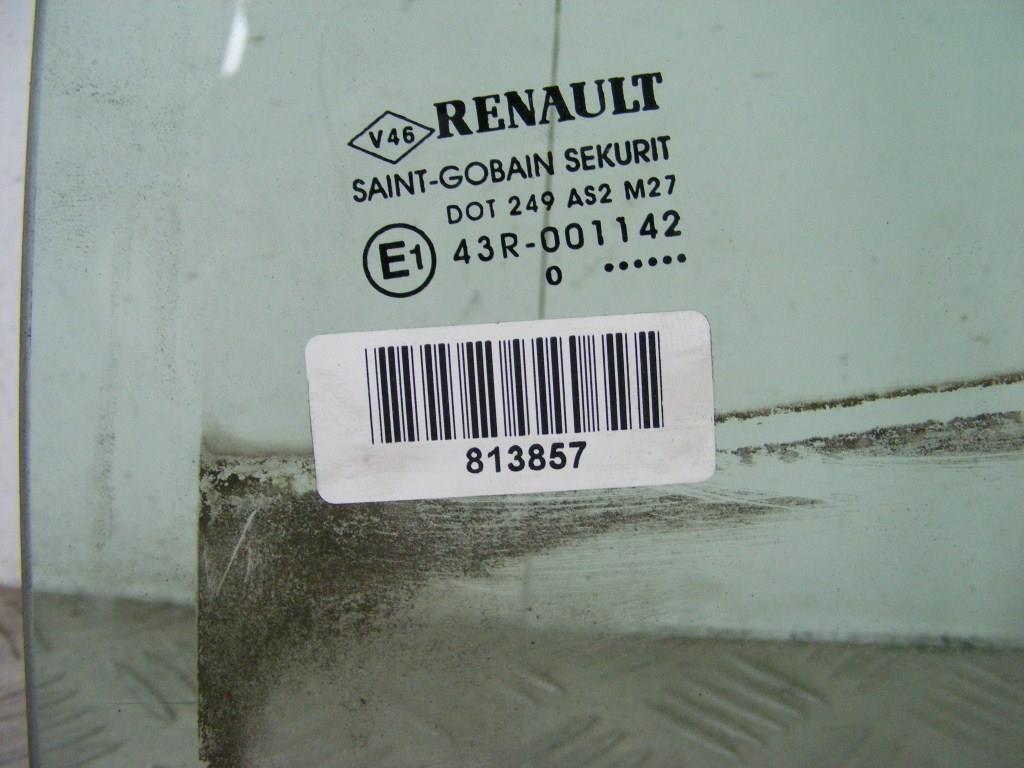 V46 RENAULT
SAINT-GOBAIN SEKURIT
DOT 249 AS2 M27
E1 43R-001142
0 ......
813857